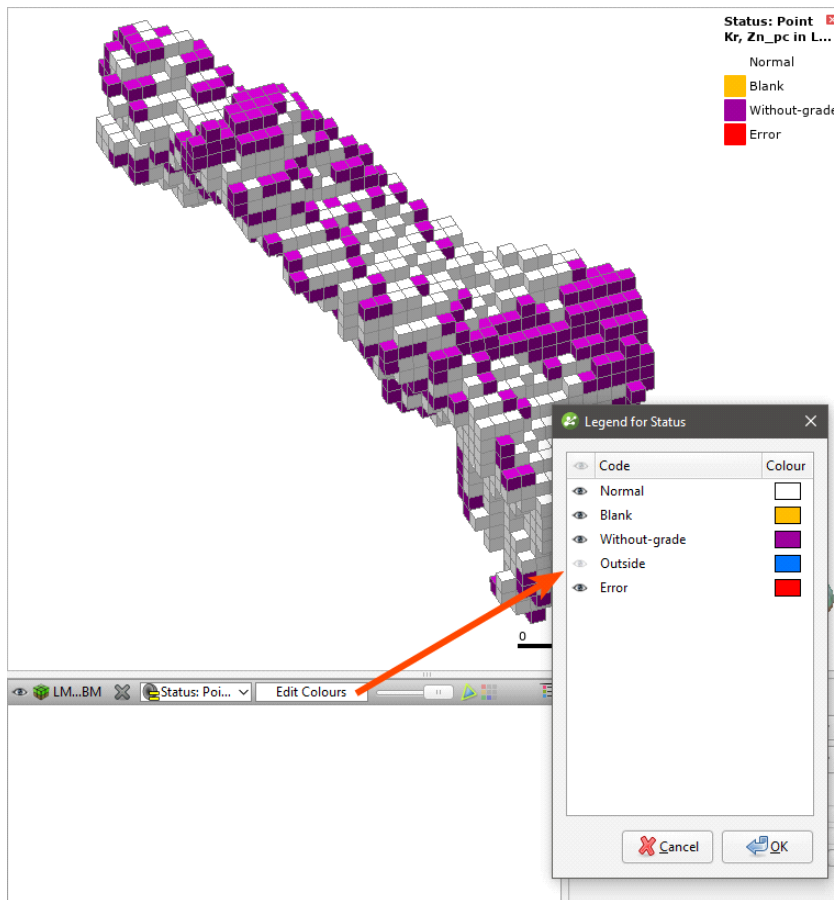 Status: Point
Kr, Zn_pc in L...
Normal
Blank
Without-grade
Error
Legend for Status
Code Colour
Normal
Blank
Without-grade
Outside
Error
0
LM...BM Status: Poi... Edit Colours
Cancel OK